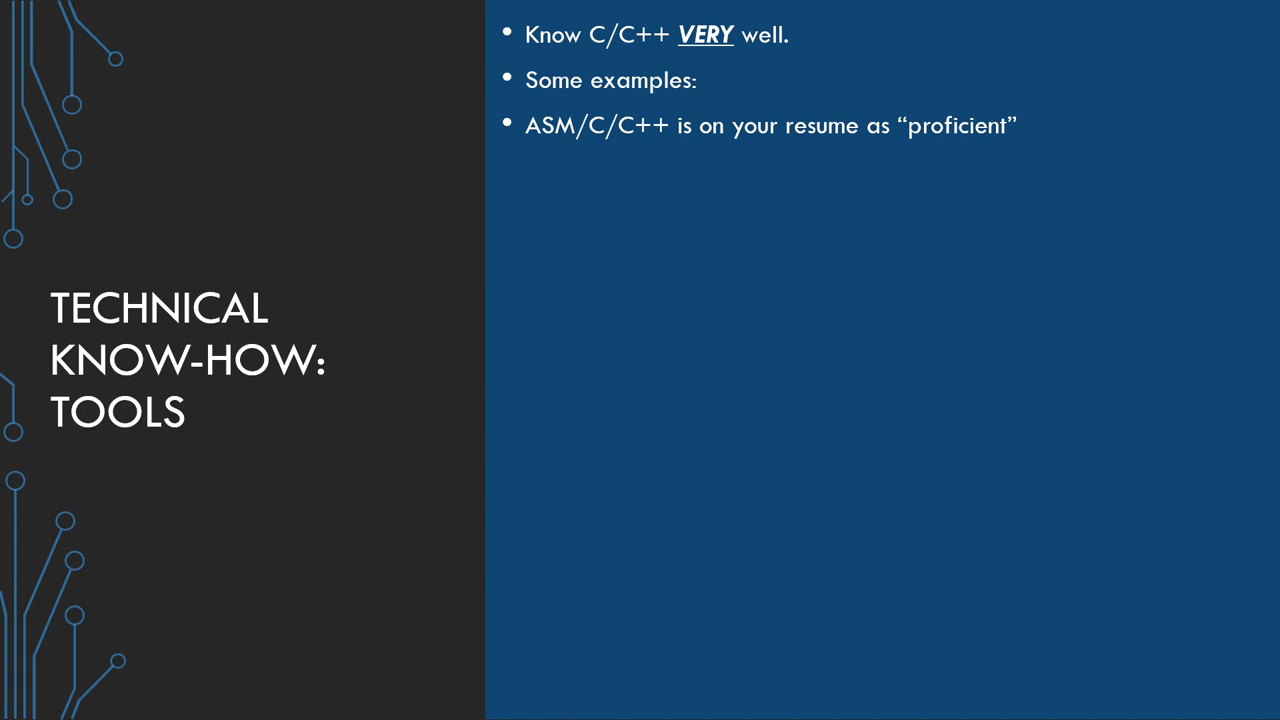 TECHNICAL
KNOW-HOW:
TOOLS
• Know C/C++ VERY well.
• Some examples:
• ASM/C/C++ is on your resume as “proficient”